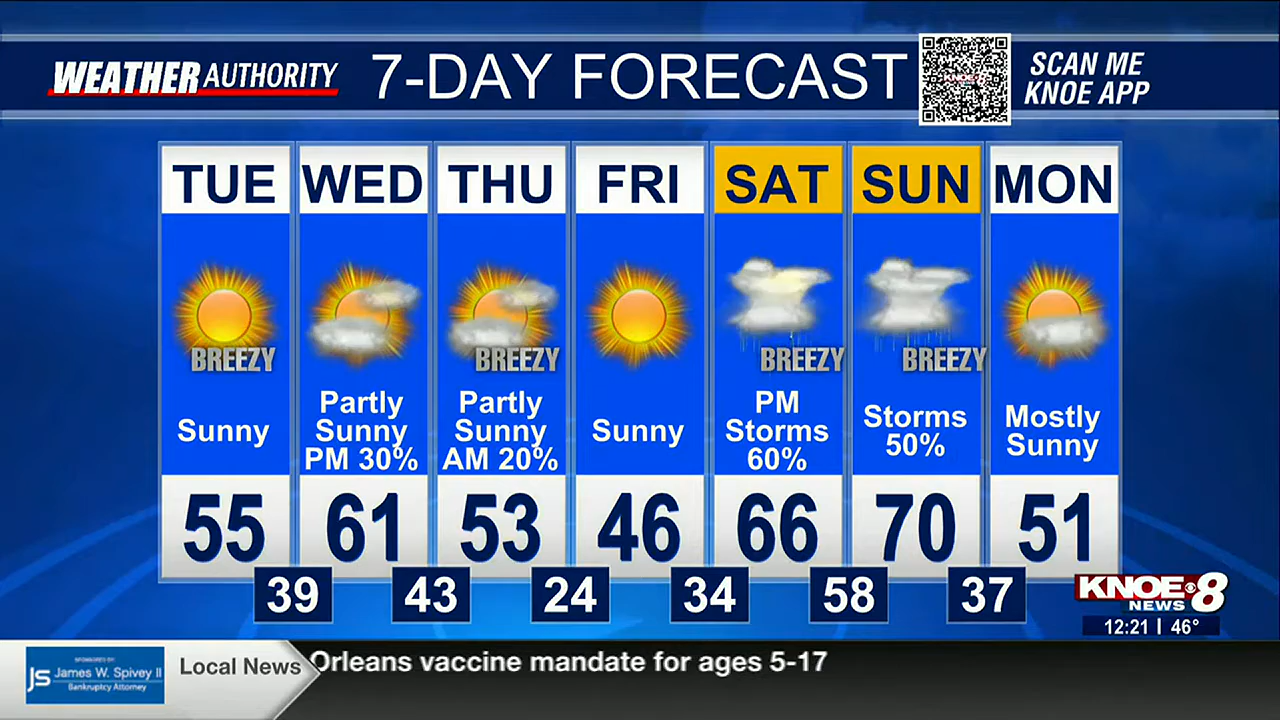 WEATHER AUTHORITY
7-DAY FORECAST
SCAN ME
KNOE APP
TUE WED THU FRI SAT SUN MON
BREEZY BREEZY BREEZY BREEZY
Sunny
Partly
Sunny
PM 30%
Partly
Sunny
AM 20%
Sunny
PM
Storms
60%
Storms
50%
Mostly
Sunny
55 61 53 46 66 70 51
39 43 24 34 58 37
KNOE 8
NEWS
12:21 | 46°
SPONSORED BY:
JS James W. Spivey II
Bankruptcy Attorney
Local News
Orleans vaccine mandate for ages 5-17